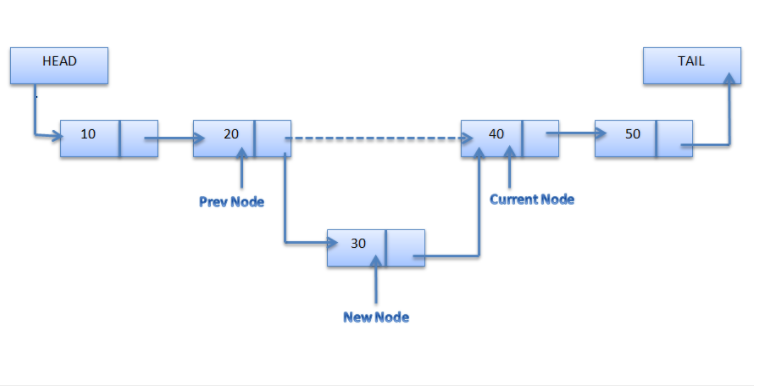 HEAD
TAIL
10
20
40
50
Prev Node
Current Node
30
New Node